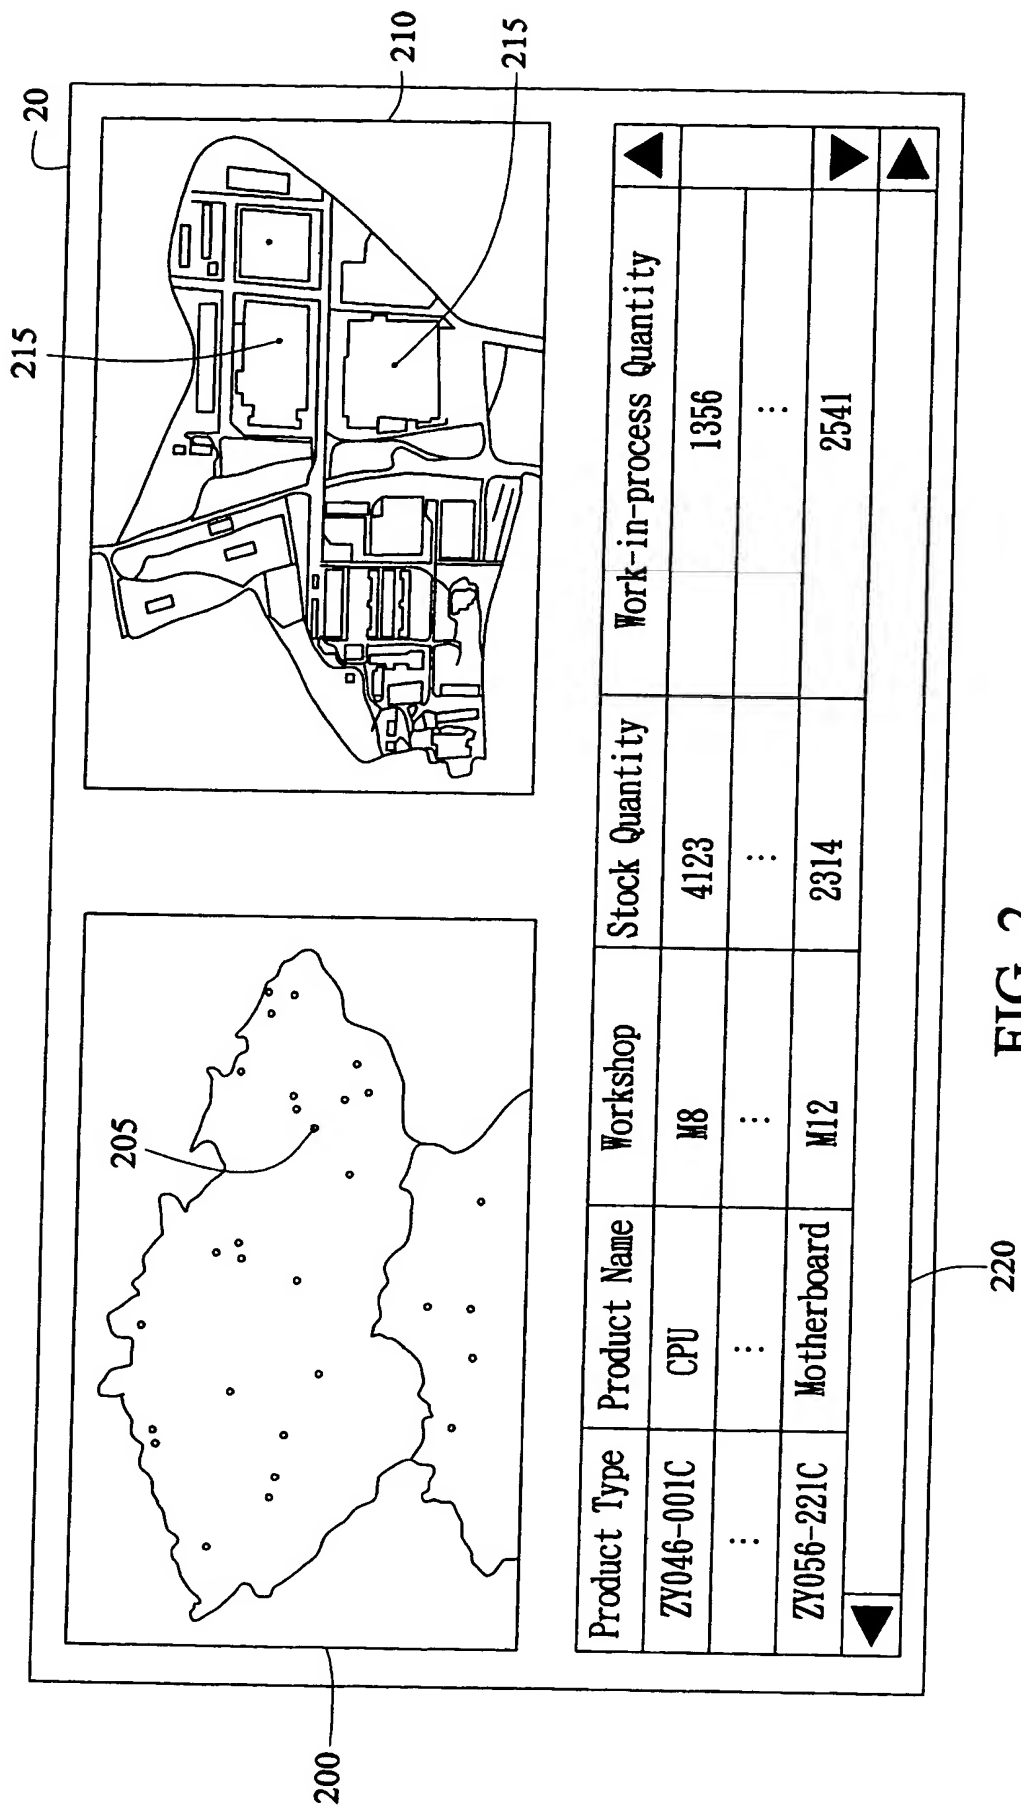 20
210
215
215
205
200
Product Type Product Name Workshop Stock Quantity Work-in-process Quantity
ZY046-001C CPU M8 4123 1356
⋮ ⋮ ⋮ ⋮ ⋮
ZY056-221C Motherboard M12 2314 2541
220
FIG. 2